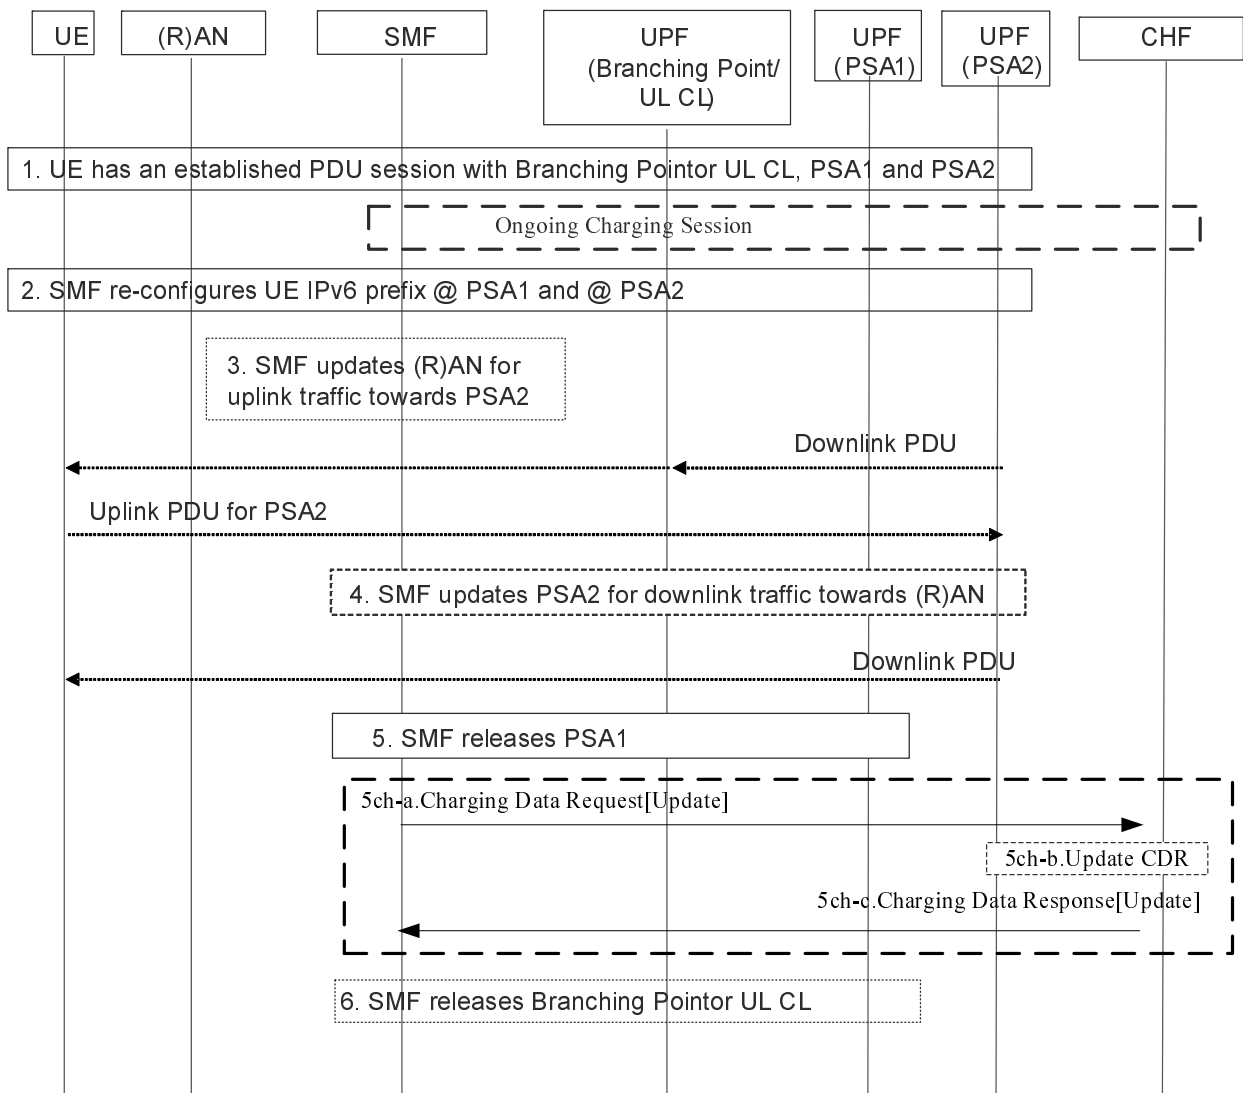 UE
(R)AN
SMF
UPF
(Branching Point/
UL CL)
UPF
(PSA1)
UPF
(PSA2)
CHF
1. UE has an established PDU session with Branching Pointor UL CL, PSA1 and PSA2
Ongoing Charging Session
2. SMF re-configures UE IPv6 prefix @ PSA1 and @ PSA2
3. SMF updates (R)AN for
uplink traffic towards PSA2
Downlink PDU
Uplink PDU for PSA2
4. SMF updates PSA2 for downlink traffic towards (R)AN
Downlink PDU
5. SMF releases PSA1
5ch-a.Charging Data Request[Update]
5ch-b.Update CDR
5ch-c.Charging Data Response[Update]
6. SMF releases Branching Pointor UL CL